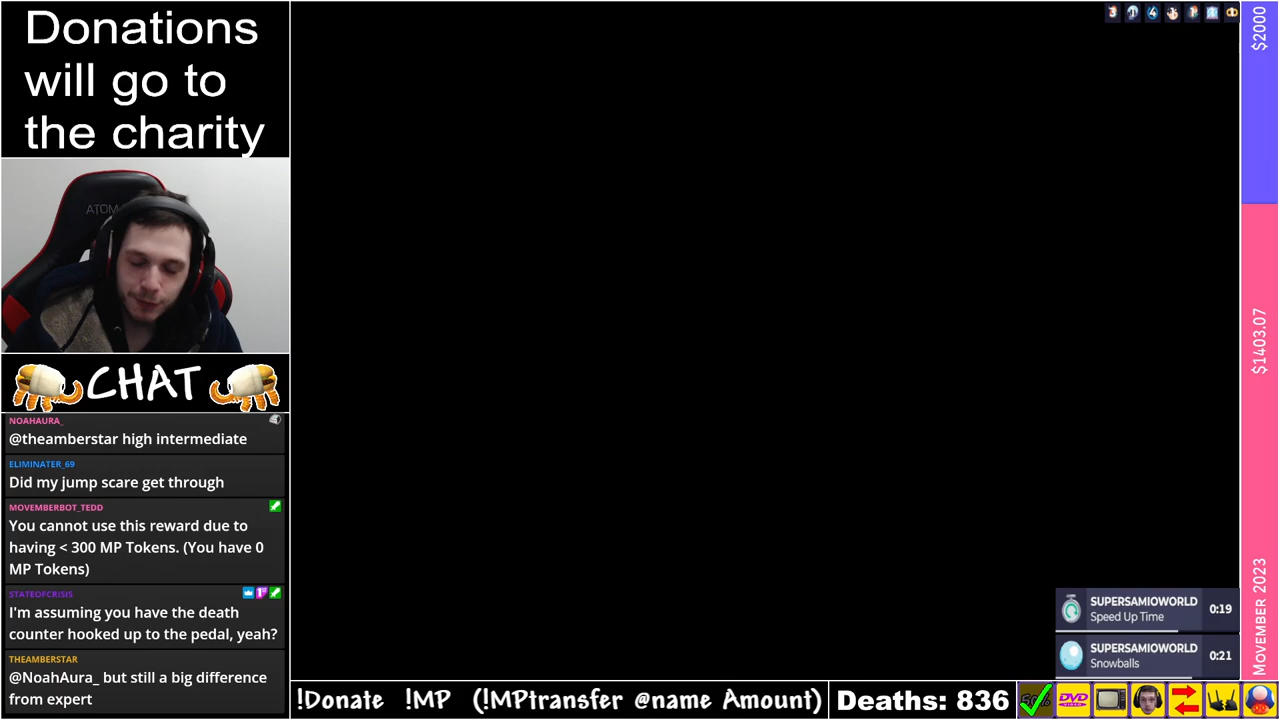 Donations
will go to
the charity
ATOM
CHAT
NOAHAURA_
@theamberstar high intermediate
ELIMINATER_69
Did my jump scare get through
MOVEMBERBOT_TEDD
You cannot use this reward due to
having < 300 MP Tokens. (You have 0
MP Tokens)
STATEOFCRISIS
I'm assuming you have the death
counter hooked up to the pedal, yeah?
THEAMBERSTAR
@NoahAura_ but still a big difference
from expert
SUPERSAMIOWORLD
Speed Up Time
0:19
SUPERSAMIOWORLD
Snowballs
0:21
!Donate !MP (!MPtransfer @name Amount)
Deaths: 836
DVD
VIDEO
$2000
$1403.07
MOVEMBER 2023